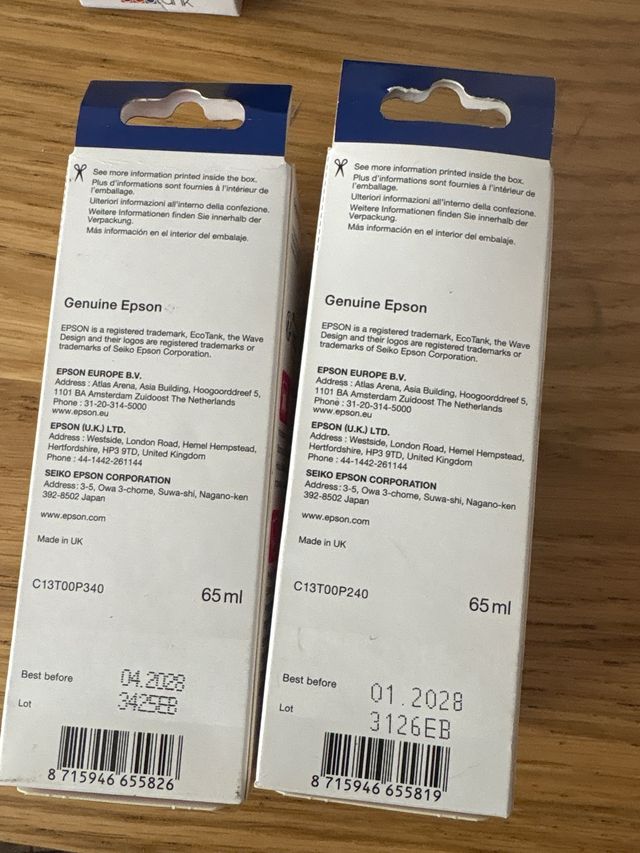 See more information printed inside the box.
Plus d'informations sont fournies à l'intérieur de
l'emballage.
Ulteriori informazioni all'interno della confezione.
Weitere Informationen finden Sie innerhalb der
Verpackung.
Más información en el interior del embalaje.
Genuine Epson
EPSON is a registered trademark, EcoTank, the Wave
Design and their logos are registered trademarks or
trademarks of Seiko Epson Corporation.
EPSON EUROPE B.V.
Address : Atlas Arena, Asia Building, Hoogoorddreef 5,
1101 BA Amsterdam Zuidoost The Netherlands
Phone : 31-20-314-5000
www.epson.eu
EPSON (U.K.) LTD.
Address : Westside, London Road, Hemel Hempstead,
Hertfordshire, HP3 9TD, United Kingdom
Phone : 44-1442-261144
SEIKO EPSON CORPORATION
Address : 3-5, Owa 3-chome, Suwa-shi, Nagano-ken
392-8502 Japan
www.epson.com
Made in UK
C13T00P340
65 ml
Best before 04.2028
Lot 3425EB
8 715946 655826
See more information printed inside the box.
Plus d'informations sont fournies à l'intérieur de
l'emballage.
Ulteriori informazioni all'interno della confezione.
Weitere Informationen finden Sie innerhalb der
Verpackung.
Más información en el interior del embalaje.
Genuine Epson
EPSON is a registered trademark, EcoTank, the Wave
Design and their logos are registered trademarks or
trademarks of Seiko Epson Corporation.
EPSON EUROPE B.V.
Address : Atlas Arena, Asia Building, Hoogoorddreef 5,
1101 BA Amsterdam Zuidoost The Netherlands
Phone : 31-20-314-5000
www.epson.eu
EPSON (U.K.) LTD.
Address : Westside, London Road, Hemel Hempstead,
Hertfordshire, HP3 9TD, United Kingdom
Phone : 44-1442-261144
SEIKO EPSON CORPORATION
Address : 3-5, Owa 3-chome, Suwa-shi, Nagano-ken
392-8502 Japan
www.epson.com
Made in UK
C13T00P240
65 ml
Best before 01.2028
Lot 3126EB
8 715946 655819